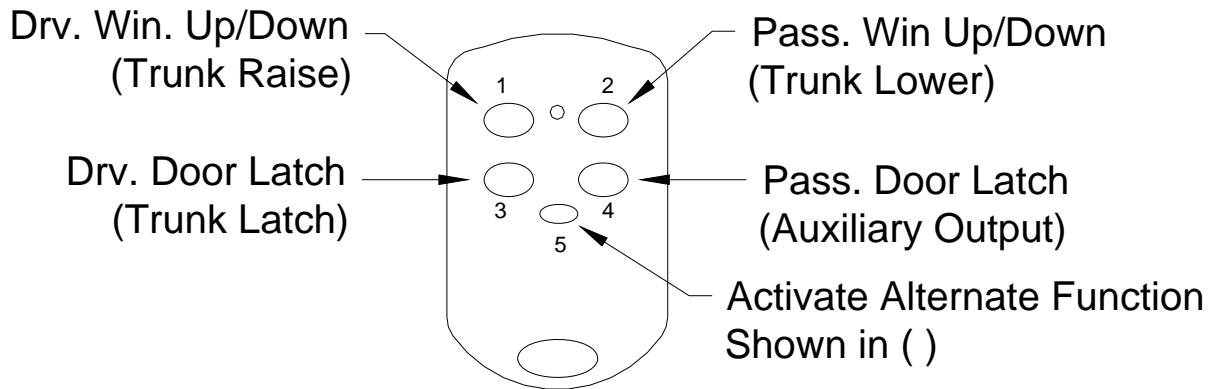 Drv. Win. Up/Down
(Trunk Raise)
Pass. Win Up/Down
(Trunk Lower)
1
2
Drv. Door Latch
(Trunk Latch)
Pass. Door Latch
(Auxiliary Output)
3
4
5
Activate Alternate Function
Shown in ( )